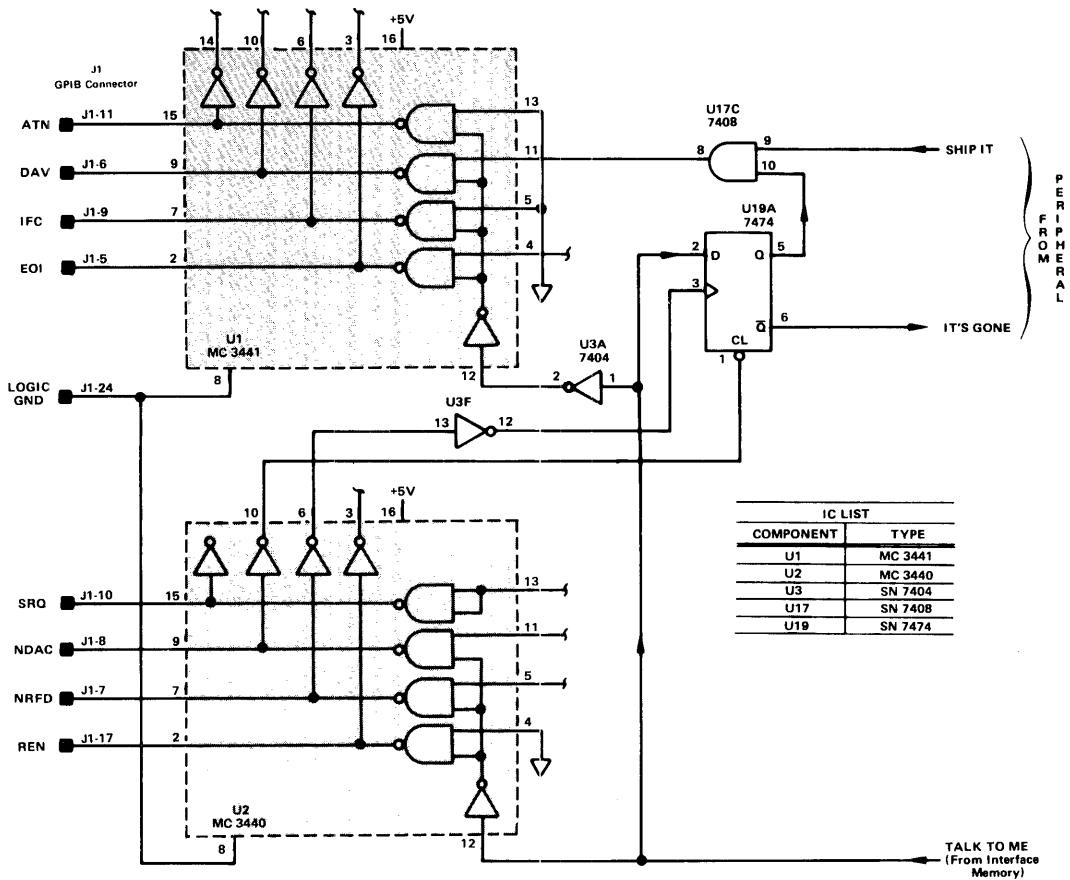 +5V
14 10 6 3 16
J1
GPIB Connector
ATN J1-11 15 13
DAV J1-6 9 11
IFC J1-9 7 5
EOI J1-5 2 4
U1
MC 3441
8 12
U17C
7408
8 9 SHIP IT
10
U19A
7474
2 D Q 5
3
Q 6 IT'S GONE
CL
1
FROM
PERIPHERAL
U3A
7404
2 1
LOGIC
GND J1-24
U3F
13 12
+5V
10 6 3 16
SRQ J1-10 15 13
NDAC J1-8 9 11
NRFD J1-7 7 5
REN J1-17 2 4
U2
MC 3440
8 12
IC LIST
COMPONENT TYPE
U1 MC 3441
U2 MC 3440
U3 SN 7404
U17 SN 7408
U19 SN 7474
TALK TO ME
(From Interface
Memory)